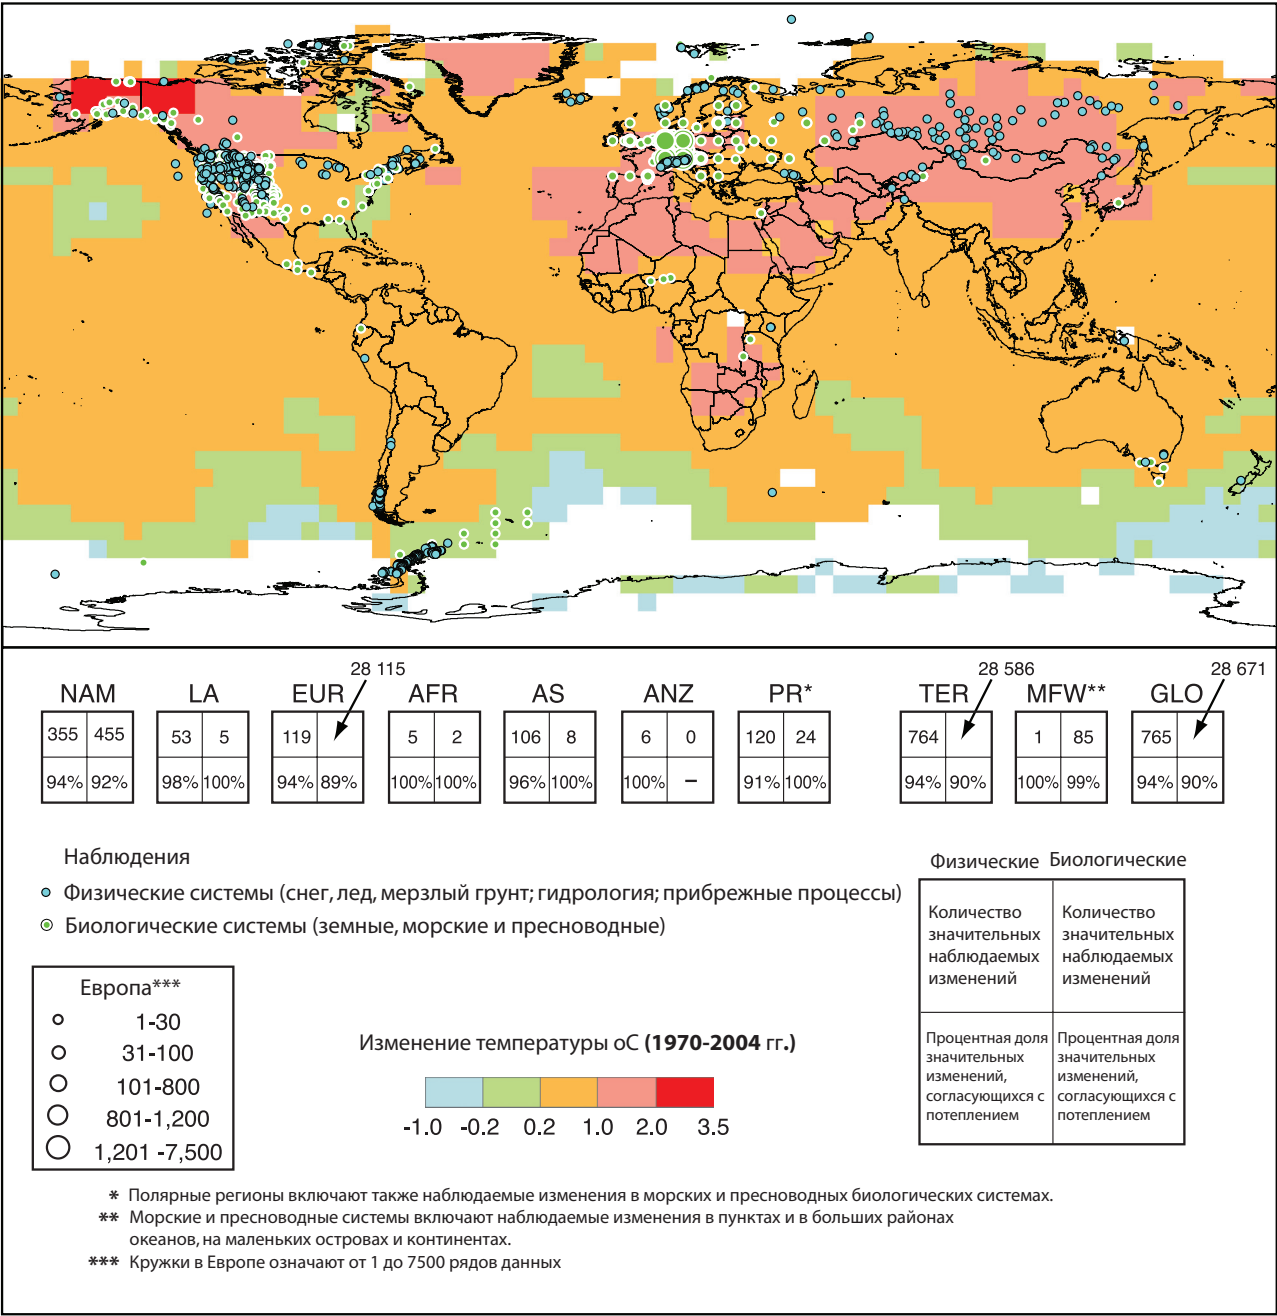 28 115
28 586
28 671
NAM LA EUR AFR AS ANZ PR* TER MFW** GLO
355 455 53 5 119 5 2 106 8 6 0 120 24 764 1 85 765
94% 92% 98% 100% 94% 89% 100% 100% 96% 100% 100% – 91% 100% 94% 90% 100% 99% 94% 90%
Наблюдения
Физические системы (снег, лед, мерзлый грунт; гидрология; прибрежные процессы)
Биологические системы (земные, морские и пресноводные)
Физические Биологические
Количество
значительных
наблюдаемых
изменений
Количество
значительных
наблюдаемых
изменений
Процентная доля
значительных
изменений,
согласующихся с
потеплением
Процентная доля
значительных
изменений,
согласующихся с
потеплением
Европа***
1-30
31-100
101-800
801-1,200
1,201 -7,500
Изменение температуры оС (1970-2004 гг.)
-1.0 -0.2 0.2 1.0 2.0 3.5
* Полярные регионы включают также наблюдаемые изменения в морских и пресноводных биологических системах.
** Морские и пресноводные системы включают наблюдаемые изменения в пунктах и в больших районах
океанов, на маленьких островах и континентах.
*** Кружки в Европе означают от 1 до 7500 рядов данных